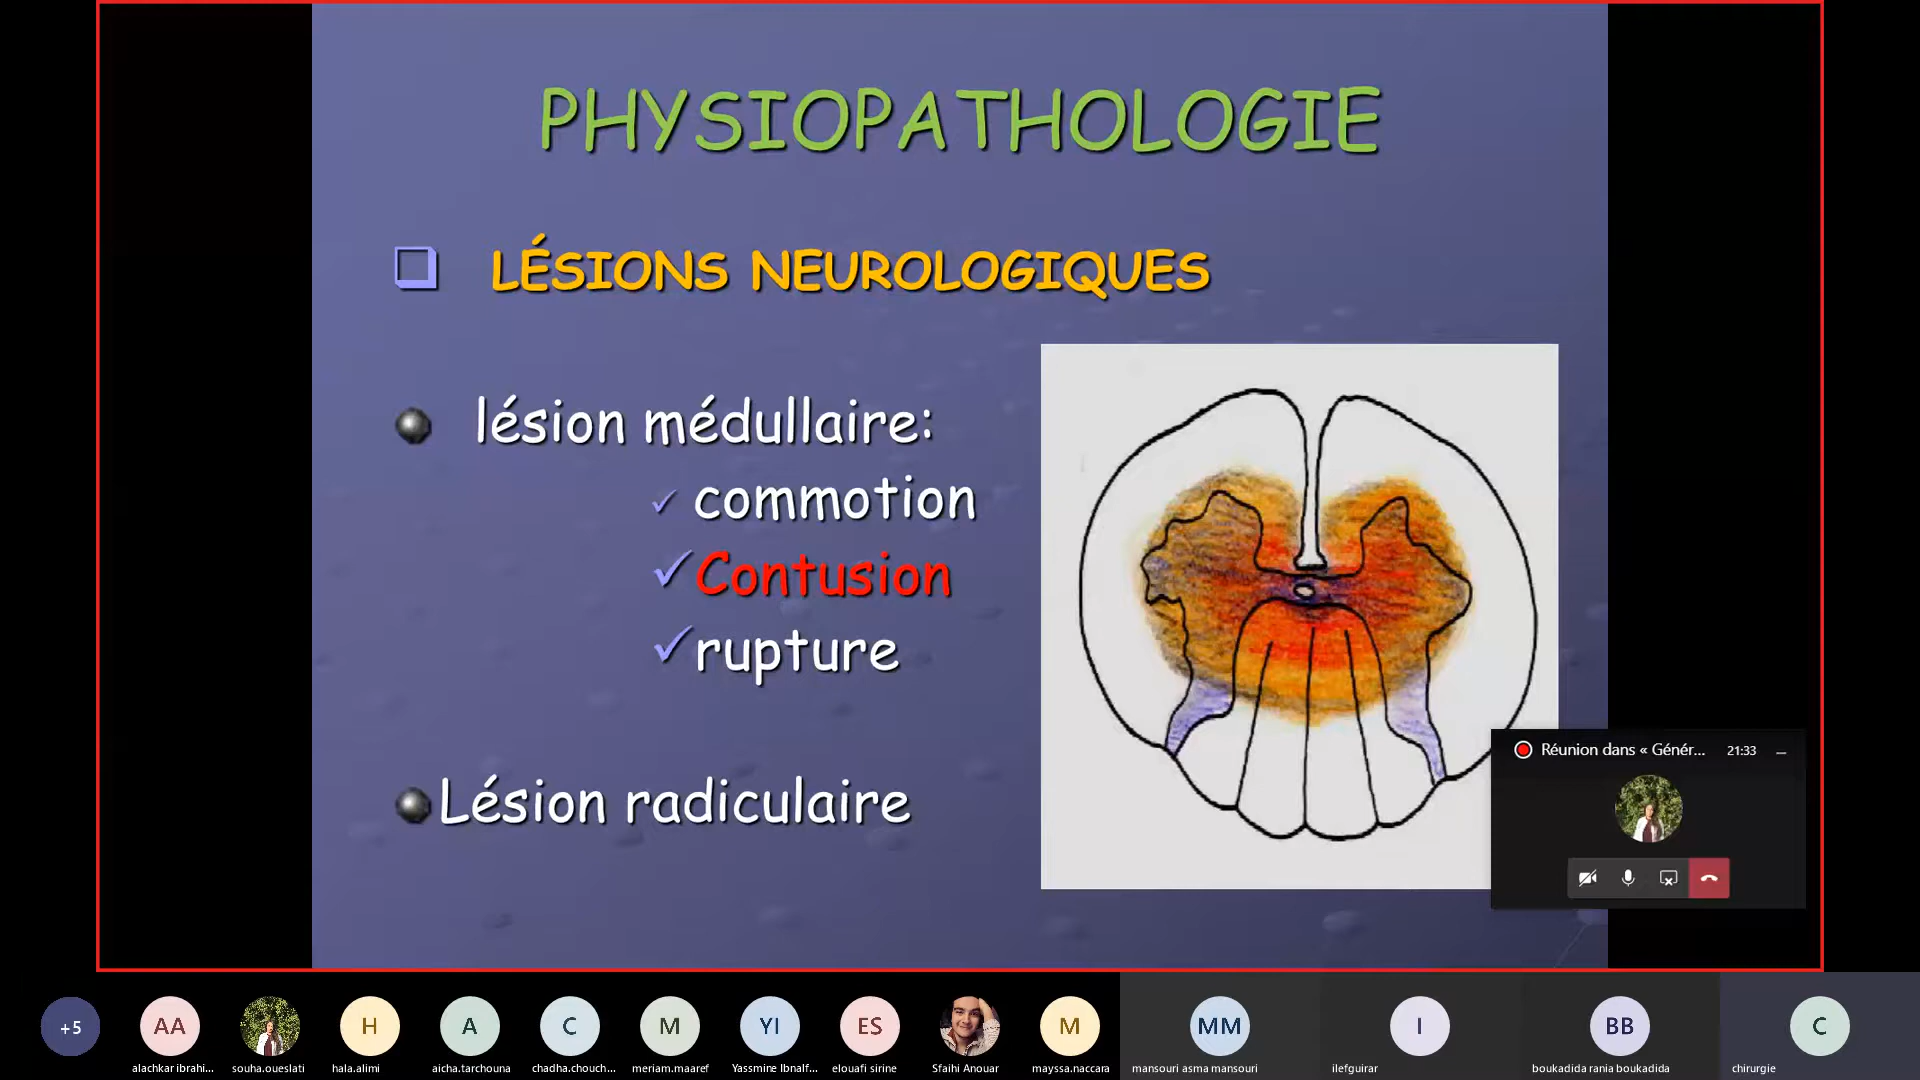 PHYSIOPATHOLOGIE
LÉSIONS NEUROLOGIQUES
lésion médullaire:
commotion
Contusion
rupture
Lésion radiculaire
Réunion dans « Génér... 21:33
+5 AA H A C M YI ES M MM I BB C
alachkar ibrahi... souha.oueslati hala.alimi aicha.tarchouna chadha.chouch... meriam.maaref Yassmine Ibnalf... elouafi sirine Sfaihi Anouar mayssa.naccara mansouri asma mansouri ilefguirar boukadida rania boukadida chirurgie